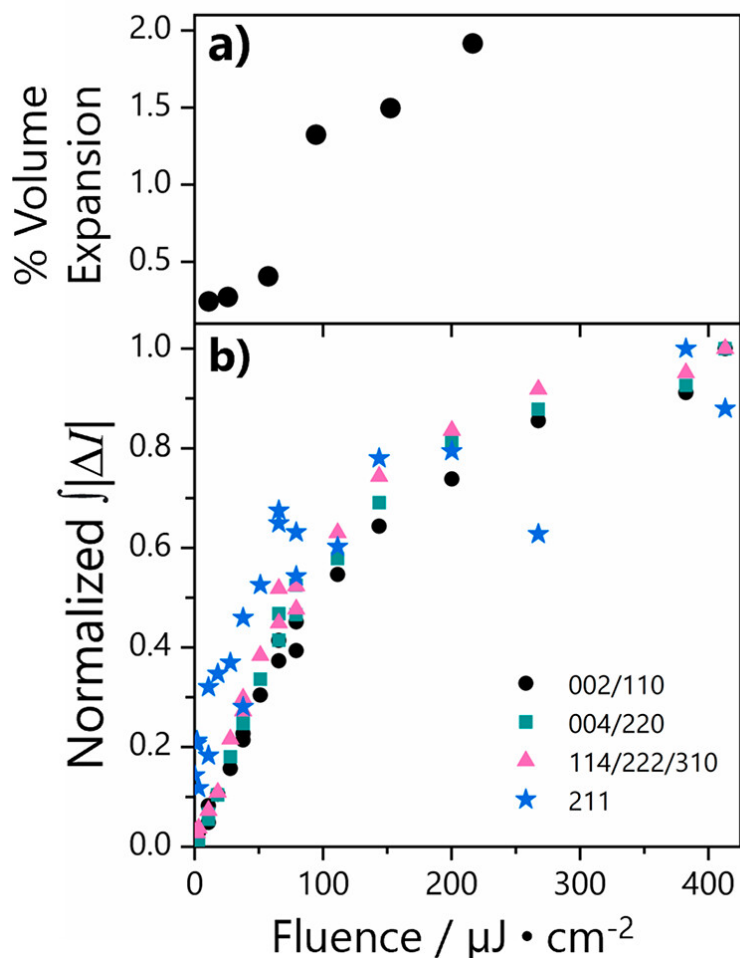 a)
2.0
1.5
1.0
0.5
% Volume
Expansion
b)
1.0
0.8
0.6
0.4
0.2
0.0
Normalized ∫|ΔI|
002/110
004/220
114/222/310
211
0 100 200 300 400
Fluence / μJ • cm⁻²